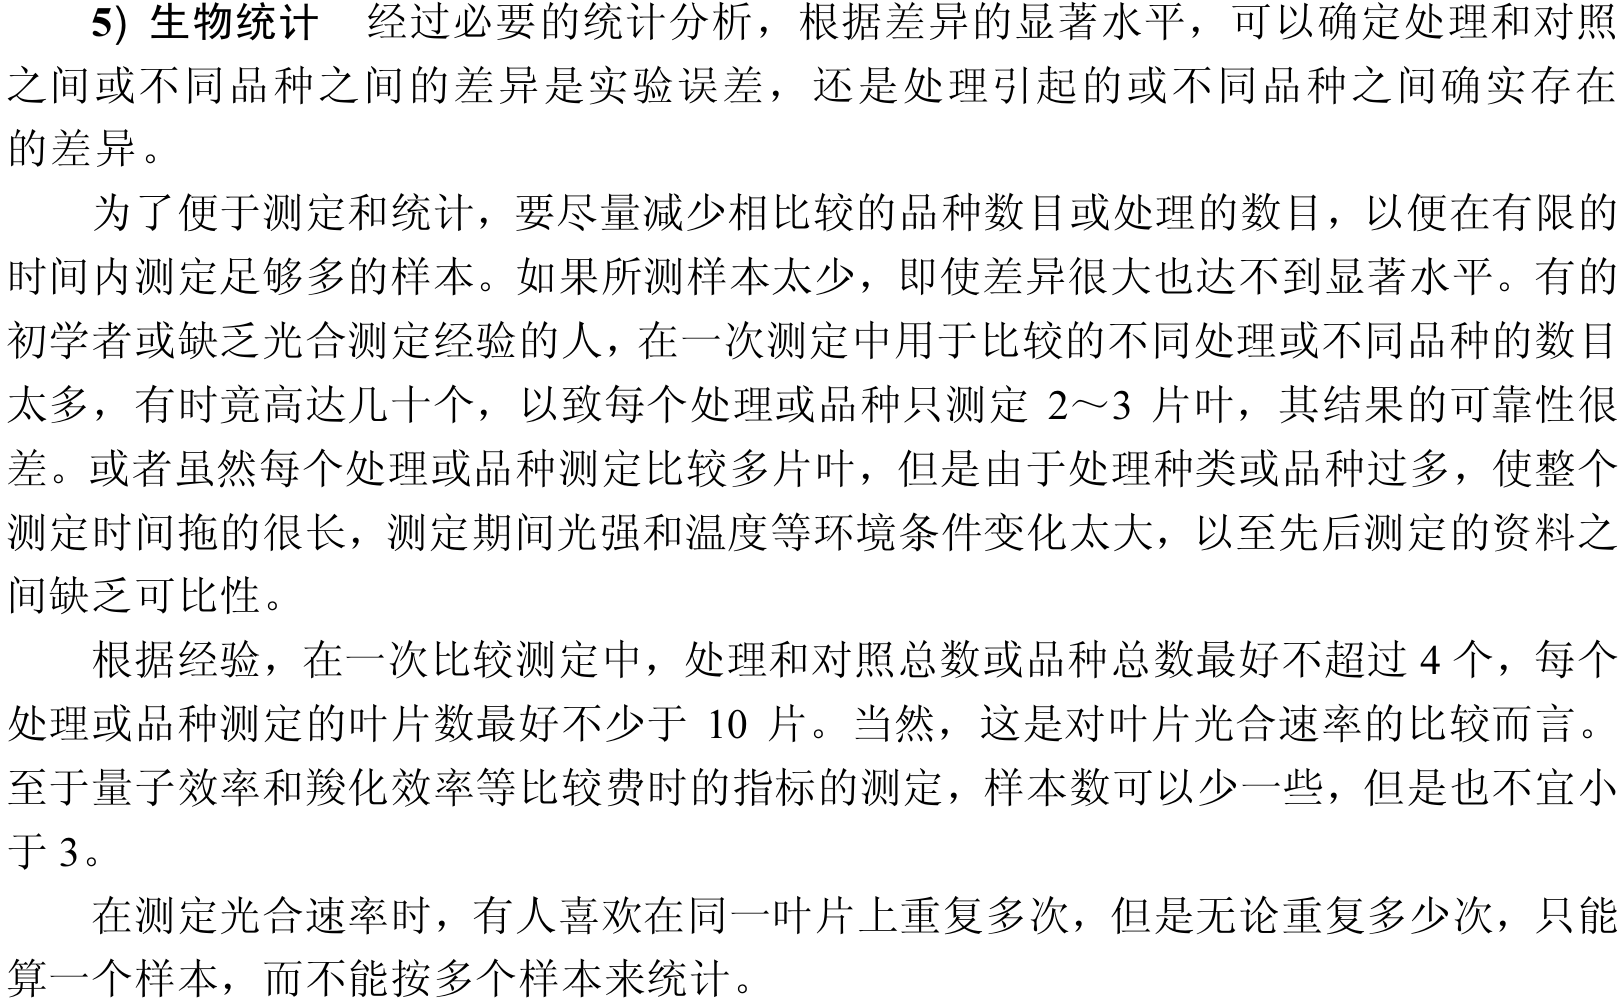 5) 生物统计 经过必要的统计分析，根据差异的显著水平，可以确定处理和对照
之间或不同品种之间的差异是实验误差，还是处理引起的或不同品种之间确实存在
的差异。
为了便于测定和统计，要尽量减少相比较的品种数目或处理的数目，以便在有限的
时间内测定足够多的样本。如果所测样本太少，即使差异很大也达不到显著水平。有的
初学者或缺乏光合测定经验的人，在一次测定中用于比较的不同处理或不同品种的数目
太多，有时竟高达几十个，以致每个处理或品种只测定 2～3 片叶，其结果的可靠性很
差。或者虽然每个处理或品种测定比较多片叶，但是由于处理种类或品种过多，使整个
测定时间拖的很长，测定期间光强和温度等环境条件变化太大，以至先后测定的资料之
间缺乏可比性。
根据经验，在一次比较测定中，处理和对照总数或品种总数最好不超过 4 个，每个
处理或品种测定的叶片数最好不少于 10 片。当然，这是对叶片光合速率的比较而言。
至于量子效率和羧化效率等比较费时的指标的测定，样本数可以少一些，但是也不宜小
于 3。
在测定光合速率时，有人喜欢在同一叶片上重复多次，但是无论重复多少次，只能
算一个样本，而不能按多个样本来统计。